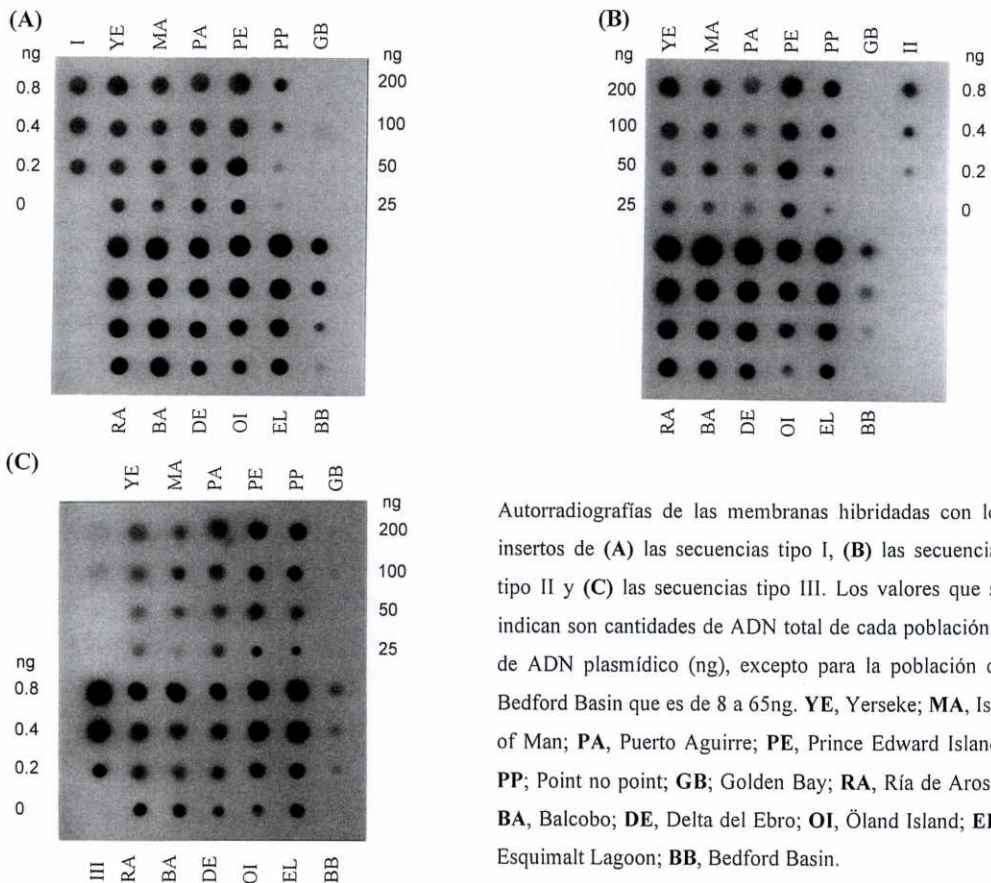 (A)
I YE MA PA PE PP GB
ng ng
0.8 200
0.4 100
0.2 50
0 25
RA BA DE OI EL BB
(B)
YE MA PA PE PP GB II
ng ng
200 0.8
100 0.4
50 0.2
25 0
RA BA DE OI EL BB
(C)
YE MA PA PE PP GB
ng
200
100
50
25
ng
0.8
0.4
0.2
0
III RA BA DE OI EL BB
Autorradiografías de las membranas hibridadas con lo
insertos de (A) las secuencias tipo I, (B) las secuencia
tipo II y (C) las secuencias tipo III. Los valores que s
indican son cantidades de ADN total de cada población
de ADN plasmídico (ng), excepto para la población d
Bedford Basin que es de 8 a 65ng. YE, Yerseke; MA, Is
of Man; PA, Puerto Aguirre; PE, Prince Edward Island
PP; Point no point; GB; Golden Bay; RA, Ría de Aros
BA, Balcobo; DE, Delta del Ebro; OI, Öland Island;
Esquimalt Lagoon; BB, Bedford Basin.